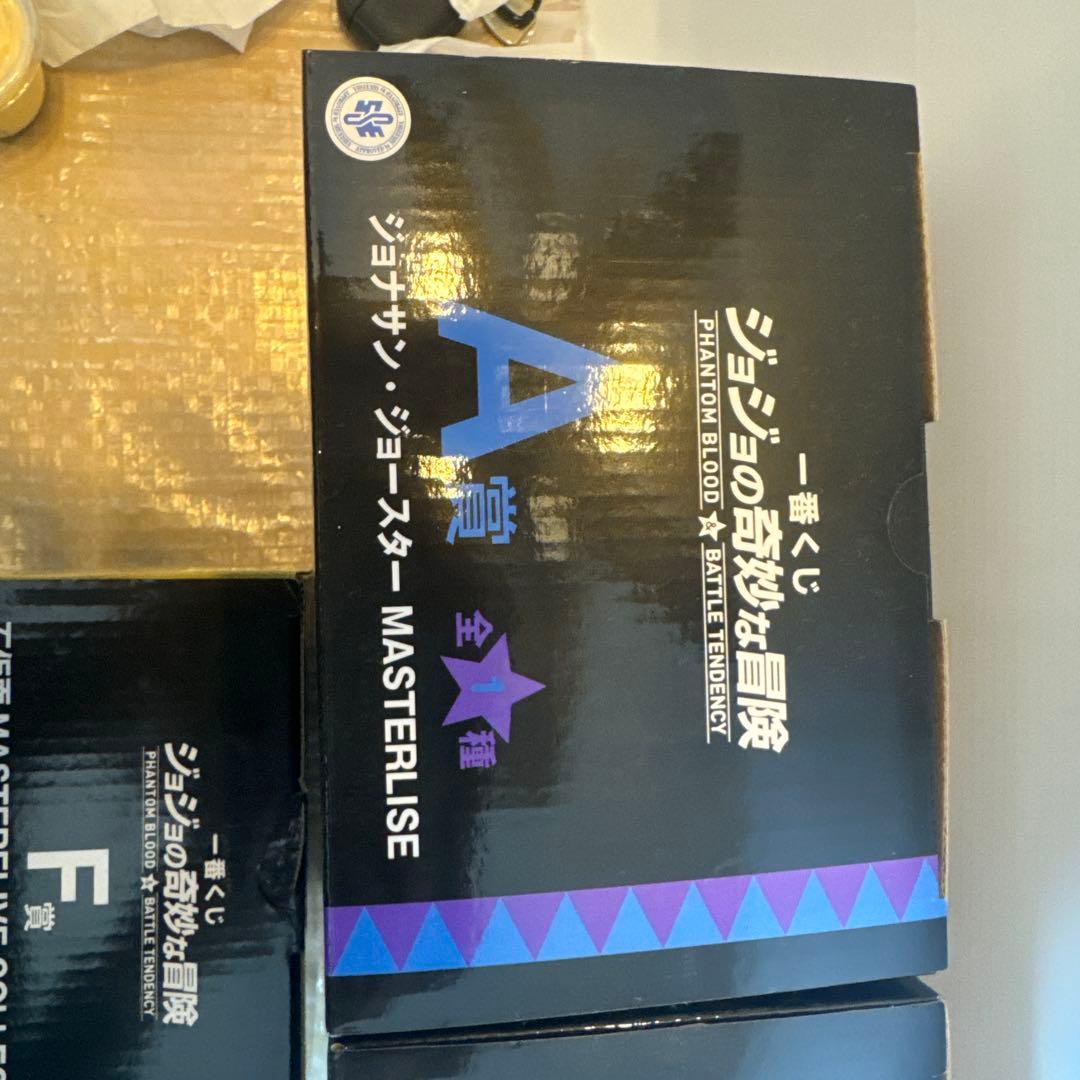 一番くじ
ジョジョの奇妙な冒険
PHANTOM BLOOD & BATTLE TENDENCY
A賞 全1種
ジョナサン・ジョースター MASTERLISE
一番くじ
ジョジョの奇妙な冒険
PHANTOM BLOOD BATTLE TENDENCY
F賞